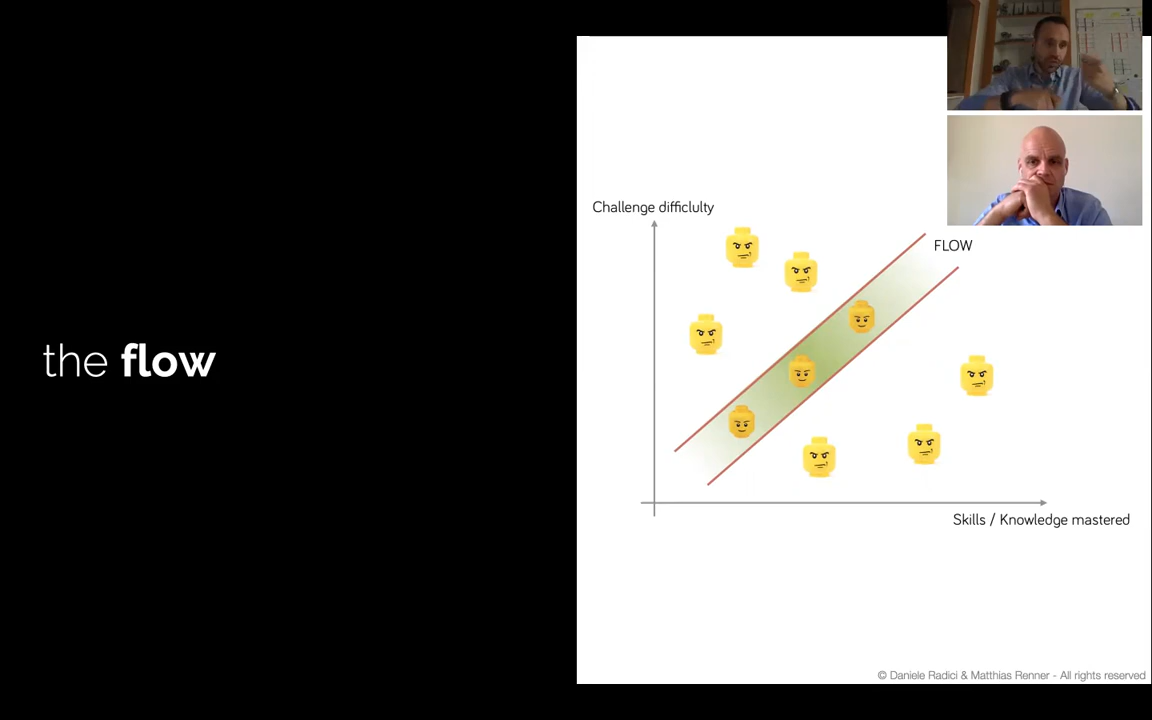 the flow
Challenge difficlulty
FLOW
Skills / Knowledge mastered
© Daniele Radici & Matthias Renner - All rights reserved